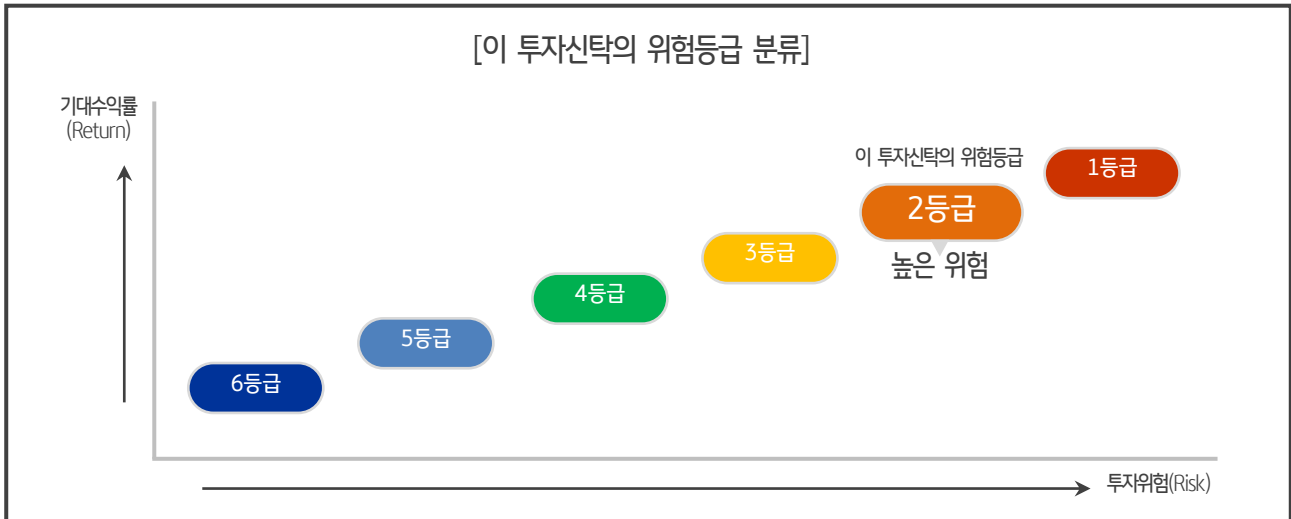 [이 투자신탁의 위험등급 분류]
기대수익률
(Return)
이 투자신탁의 위험등급
1등급
2등급
높은 위험
3등급
4등급
5등급
6등급
투자위험(Risk)